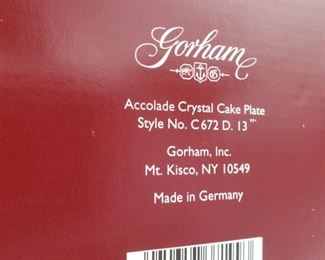 Gorham
Accolade Crystal Cake Plate
Style No. C672 D. 13"
Gorham, Inc.
Mt. Kisco, NY 10549
Made in Germany